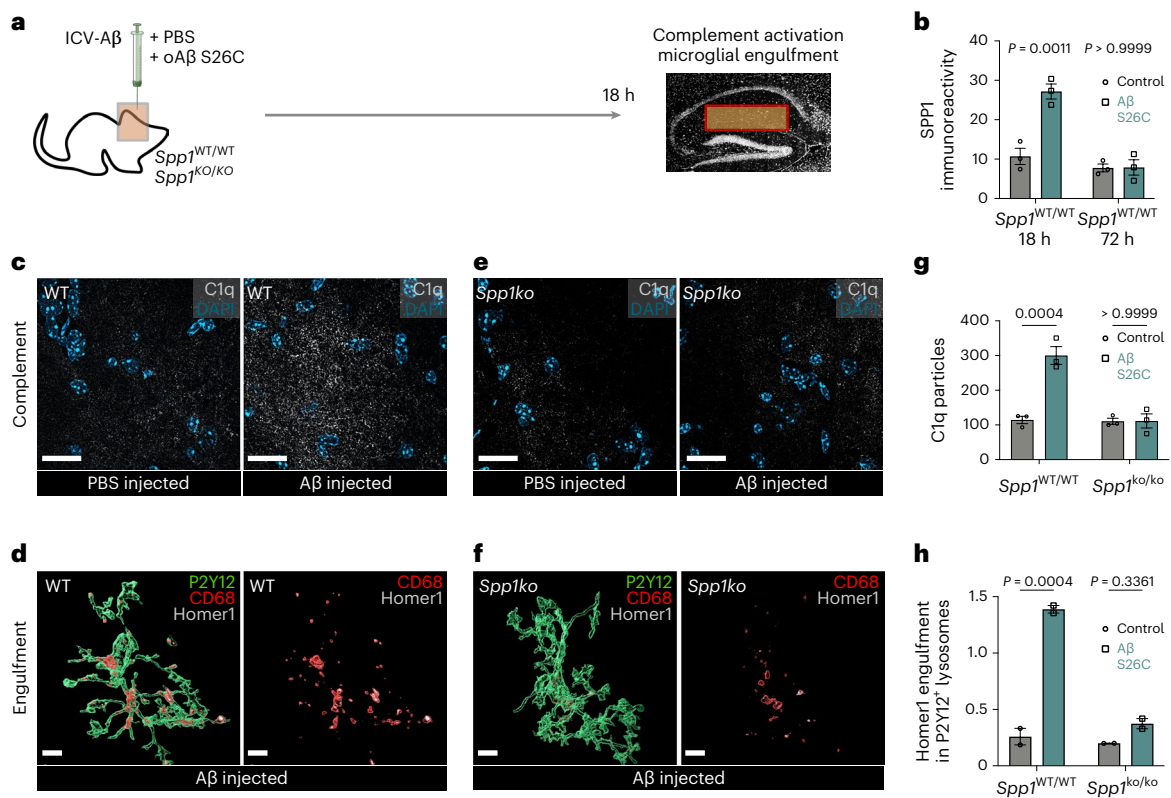 a
ICV-Aβ
+ PBS
+ oAβ S26C
Spp1WT/WT
Spp1KO/KO
18 h
Complement activation
microglial engulfment
b
P = 0.0011
P > 0.9999
Control
Aβ
S26C
SPP1
immunoreactivity
40
30
20
10
0
Spp1WT/WT
Spp1WT/WT
18 h
72 h
c
Complement
WT
C1q
DAPI
WT
C1q
DAPI
PBS injected
Aβ injected
e
Spp1ko
C1q
DAPI
Spp1ko
C1q
DAPI
PBS injected
Aβ injected
g
0.0004
> 0.9999
Control
Aβ
S26C
C1q particles
400
300
200
100
0
Spp1WT/WT
Spp1ko/ko
d
Engulfment
WT
P2Y12
CD68
Homer1
WT
CD68
Homer1
Aβ injected
f
Spp1ko
P2Y12
CD68
Homer1
Spp1ko
CD68
Homer1
Aβ injected
h
P = 0.0004
P = 0.3361
Control
Aβ
S26C
Homer1 engulfment
in P2Y12+ lysosomes
1.5
1.0
0.5
0
Spp1WT/WT
Spp1ko/ko